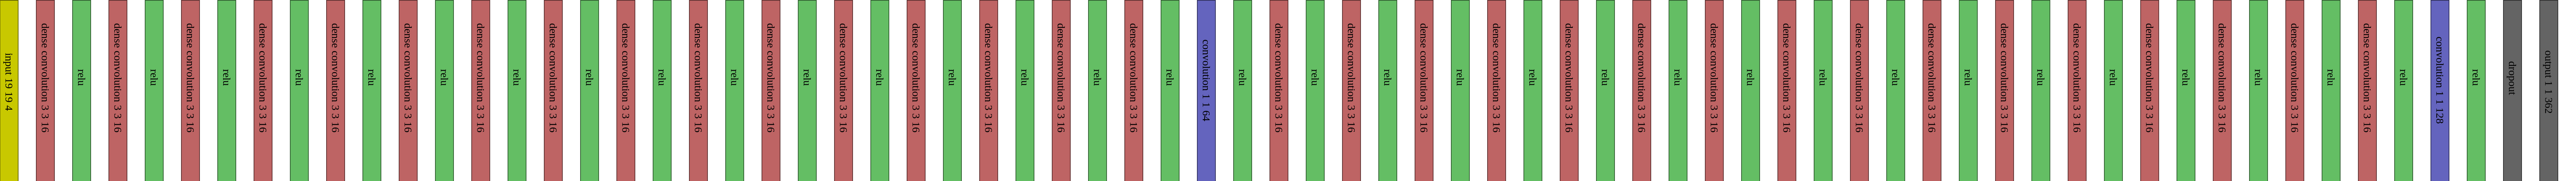 input 19 19 4
dense convolution 3 3 16
relu
dense convolution 3 3 16
relu
dense convolution 3 3 16
relu
dense convolution 3 3 16
relu
dense convolution 3 3 16
relu
dense convolution 3 3 16
relu
dense convolution 3 3 16
relu
dense convolution 3 3 16
relu
dense convolution 3 3 16
relu
dense convolution 3 3 16
relu
dense convolution 3 3 16
relu
dense convolution 3 3 16
relu
dense convolution 3 3 16
relu
dense convolution 3 3 16
relu
dense convolution 3 3 16
relu
dense convolution 3 3 16
relu
convolution 1 1 64
relu
dense convolution 3 3 16
relu
dense convolution 3 3 16
relu
dense convolution 3 3 16
relu
dense convolution 3 3 16
relu
dense convolution 3 3 16
relu
dense convolution 3 3 16
relu
dense convolution 3 3 16
relu
dense convolution 3 3 16
relu
dense convolution 3 3 16
relu
dense convolution 3 3 16
relu
dense convolution 3 3 16
relu
dense convolution 3 3 16
relu
dense convolution 3 3 16
relu
dense convolution 3 3 16
relu
dense convolution 3 3 16
relu
dense convolution 3 3 16
relu
convolution 1 1 128
relu
dropout
output 1 1 362